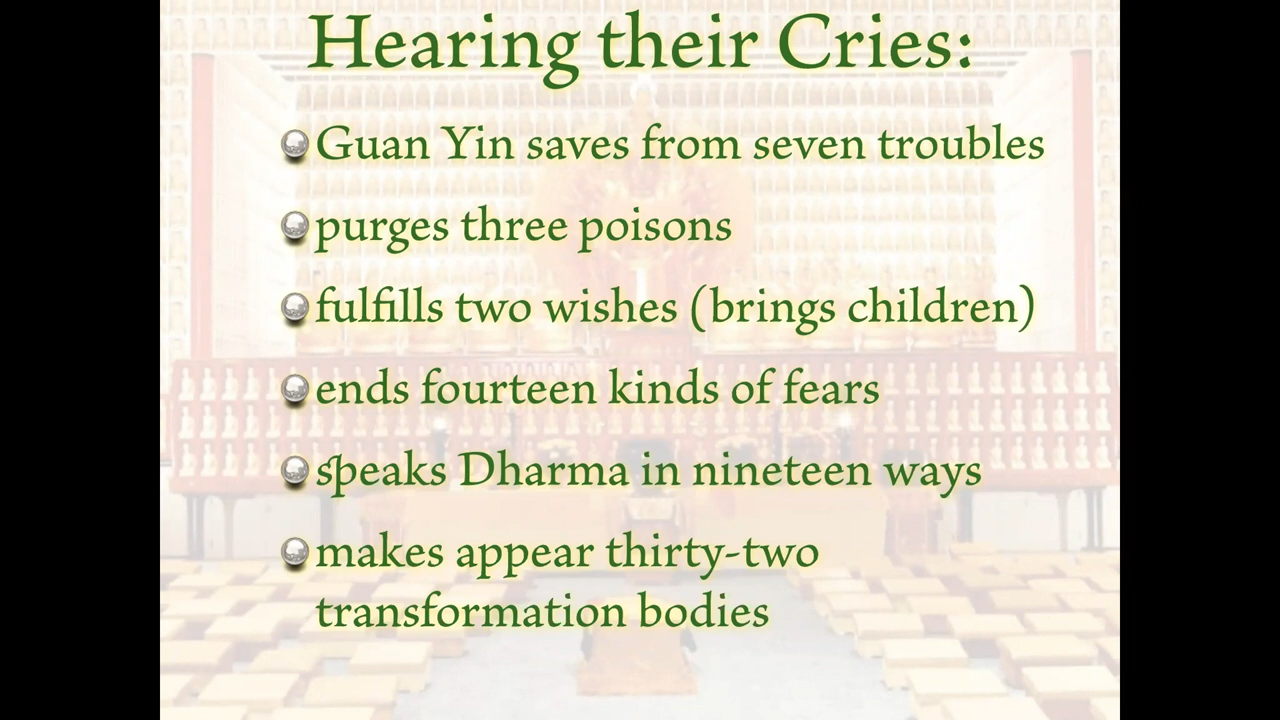 Hearing their Cries:
Guan Yin saves from seven troubles
purges three poisons
fulfills two wishes (brings children)
ends fourteen kinds of fears
speaks Dharma in nineteen ways
makes appear thirty-two
transformation bodies